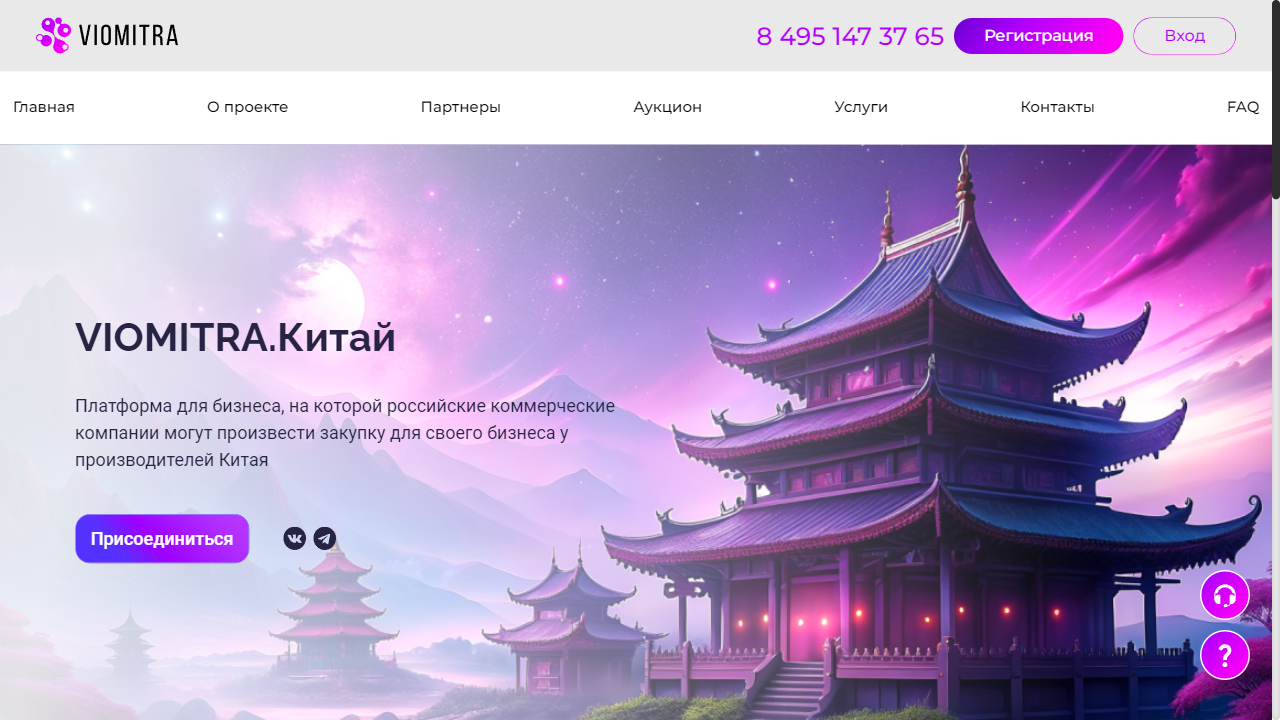 VIOMITRA
8 495 147 37 65
Регистрация
Вход
Главная
О проекте
Партнеры
Аукцион
Услуги
Контакты
FAQ
VIOMITRA.Китай
Платформа для бизнеса, на которой российские коммерческие
компании могут произвести закупку для своего бизнеса у
производителей Китая
Присоединиться
?